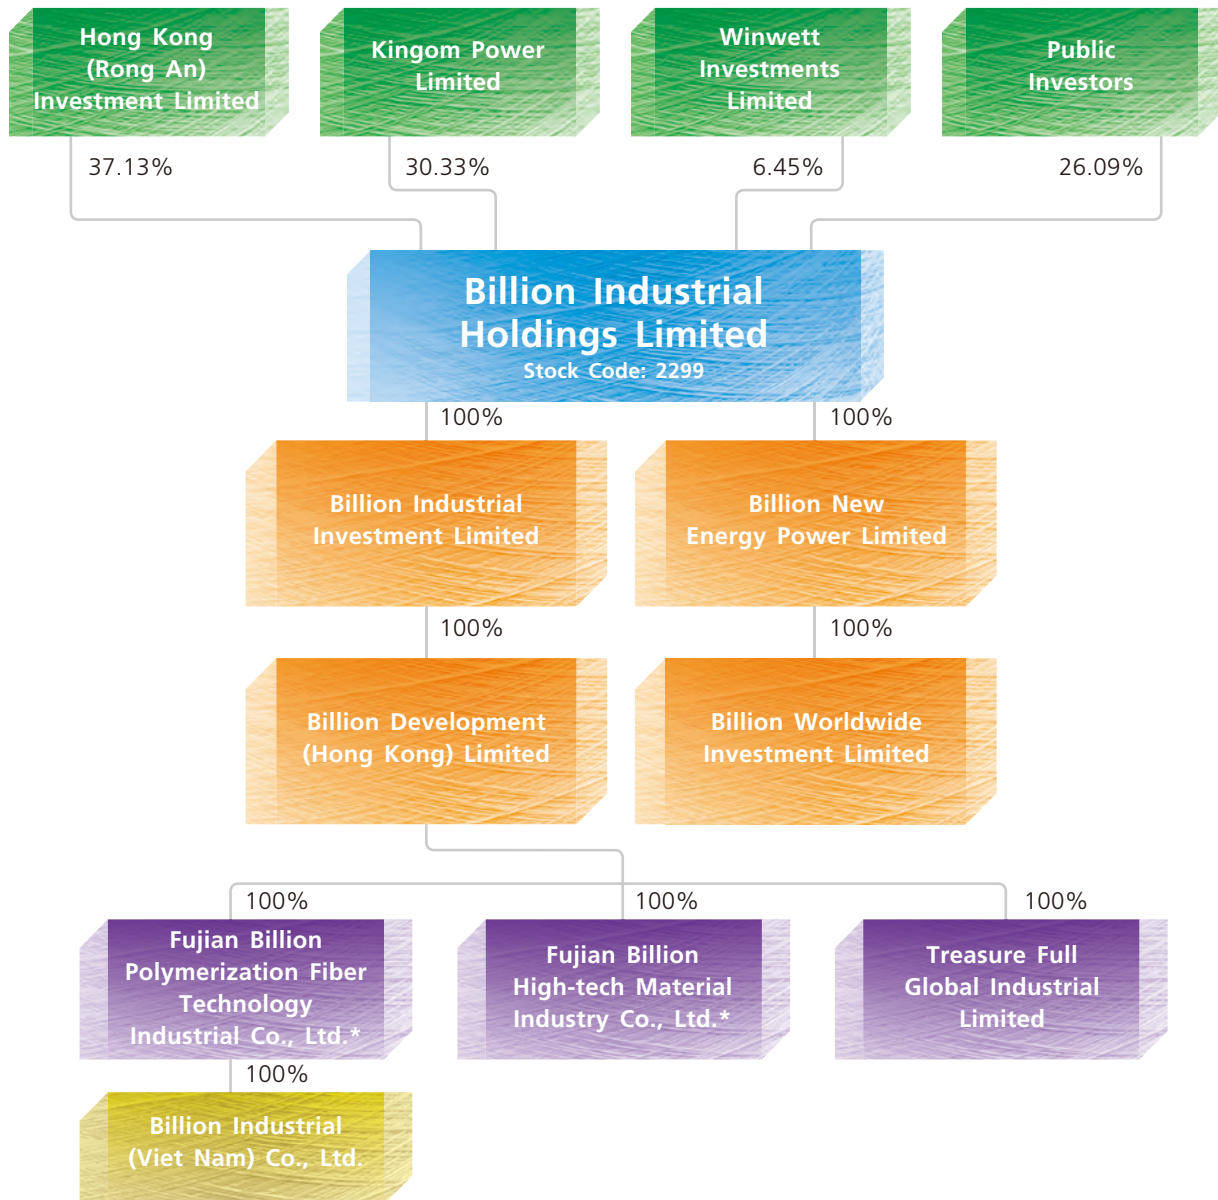 Hong Kong
(Rong An)
Investment Limited
Kingom Power
Limited
Winwett
Investments
Limited
Public
Investors
37.13%
30.33%
6.45%
26.09%
Billion Industrial
Holdings Limited
Stock Code: 2299
100%
100%
Billion Industrial
Investment Limited
Billion New
Energy Power Limited
100%
100%
Billion Development
(Hong Kong) Limited
Billion Worldwide
Investment Limited
100%
100%
100%
Fujian Billion
Polymerization Fiber
Technology
Industrial Co., Ltd.*
Fujian Billion
High-tech Material
Industry Co., Ltd.*
Treasure Full
Global Industrial
Limited
100%
Billion Industrial
(Viet Nam) Co., Ltd.